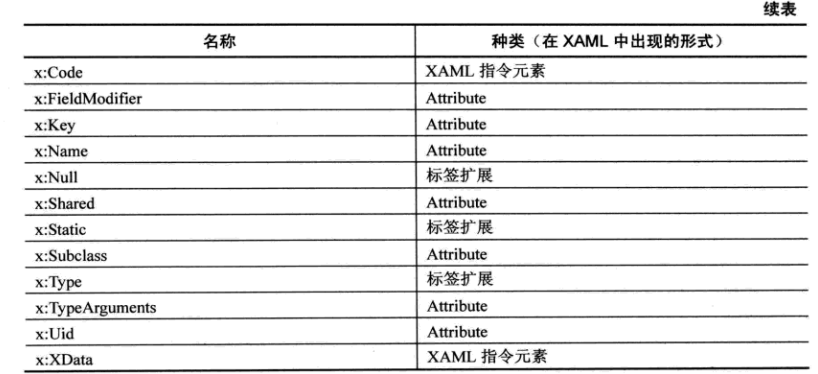 续表
名称 种类（在 XAML 中出现的形式）
x:Code XAML 指令元素
x:FieldModifier Attribute
x:Key Attribute
x:Name Attribute
x:Null 标签扩展
x:Shared Attribute
x:Static 标签扩展
x:Subclass Attribute
x:Type 标签扩展
x:TypeArguments Attribute
x:Uid Attribute
x:XData XAML 指令元素